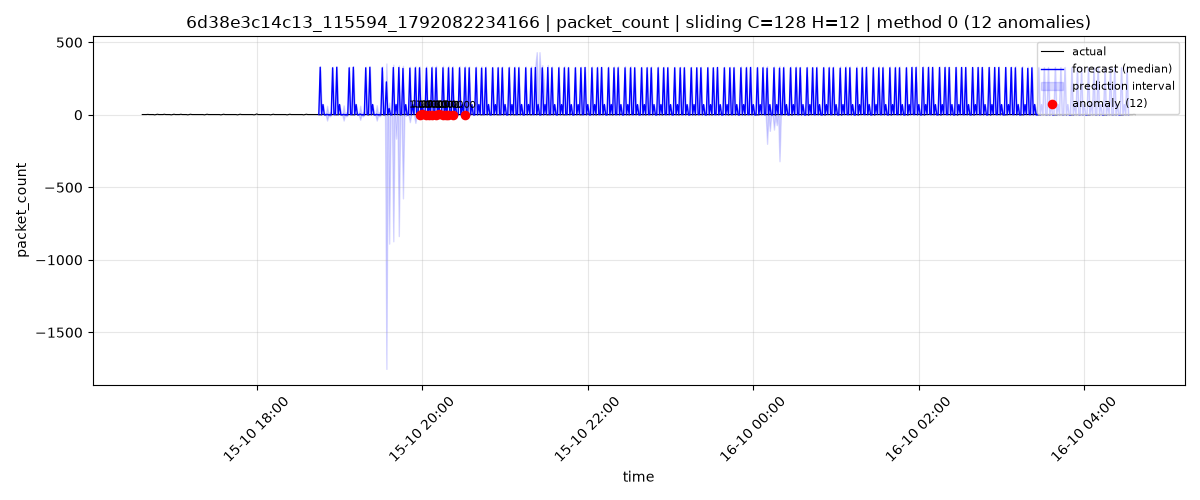 6d38e3c14c13_115594_1792082234166 | packet_count | sliding C=128 H=12 | method 0 (12 anomalies)
500
0
−500
−1000
−1500
packet_count
actual
forecast (median)
prediction interval
anomaly (12)
15-10 18:00
15-10 20:00
15-10 22:00
16-10 00:00
16-10 02:00
16-10 04:00
time